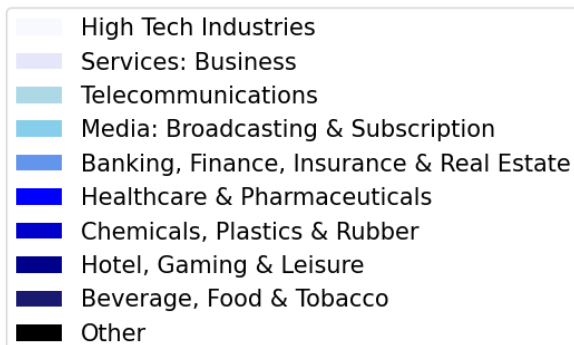 High Tech Industries
Services: Business
Telecommunications
Media: Broadcasting & Subscription
Banking, Finance, Insurance & Real Estate
Healthcare & Pharmaceuticals
Chemicals, Plastics & Rubber
Hotel, Gaming & Leisure
Beverage, Food & Tobacco
Other